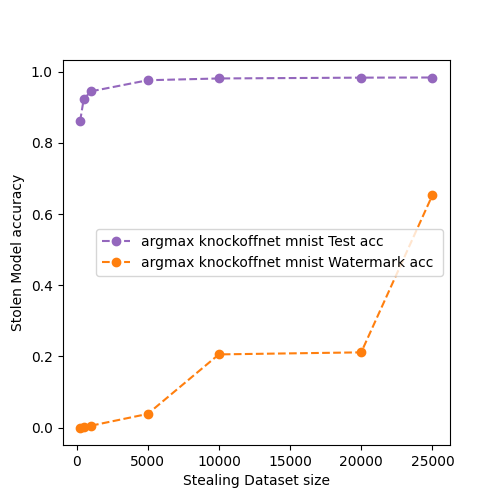 1.0
0.8
0.6
0.4
0.2
0.0
Stolen Model accuracy
argmax knockoffnet mnist Test acc
argmax knockoffnet mnist Watermark acc
0 5000 10000 15000 20000 25000
Stealing Dataset size